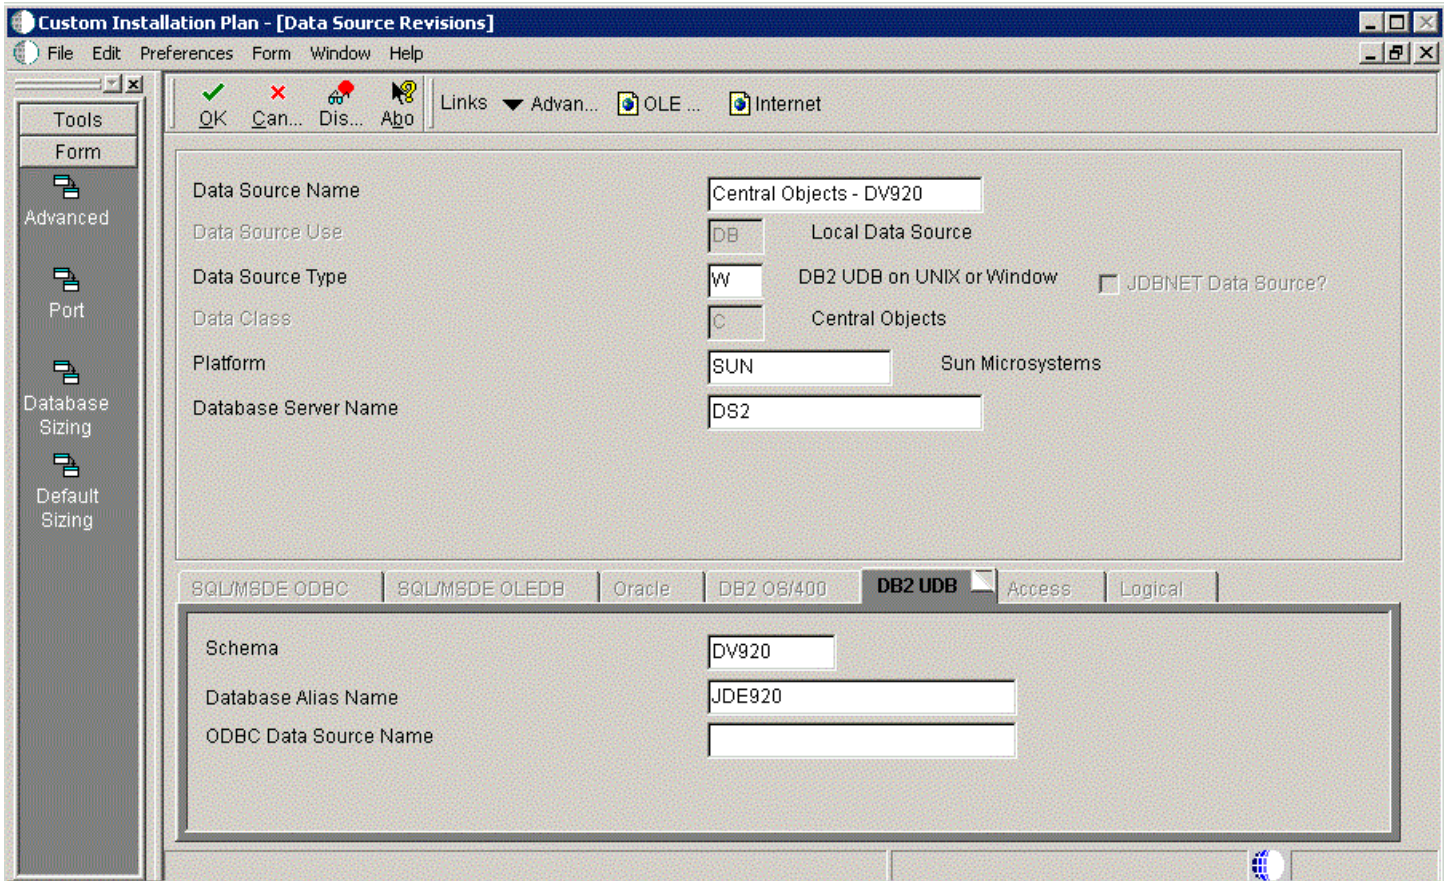 Custom Installation Plan - [Data Source Revisions]
File Edit Preferences Form Window Help
OK Can... Dis... Abo Links Advan... OLE ... Internet
Tools
Form
Advanced
Port
Database
Sizing
Default
Sizing
Data Source Name Central Objects - DV920
Data Source Use DB Local Data Source
Data Source Type W DB2 UDB on UNIX or Window JDBNET Data Source?
Data Class C Central Objects
Platform SUN Sun Microsystems
Database Server Name DS2
SQL/MSDE ODBC SQL/MSDE OLEDB Oracle DB2 OS/400 DB2 UDB Access Logical
Schema DV920
Database Alias Name JDE920
ODBC Data Source Name